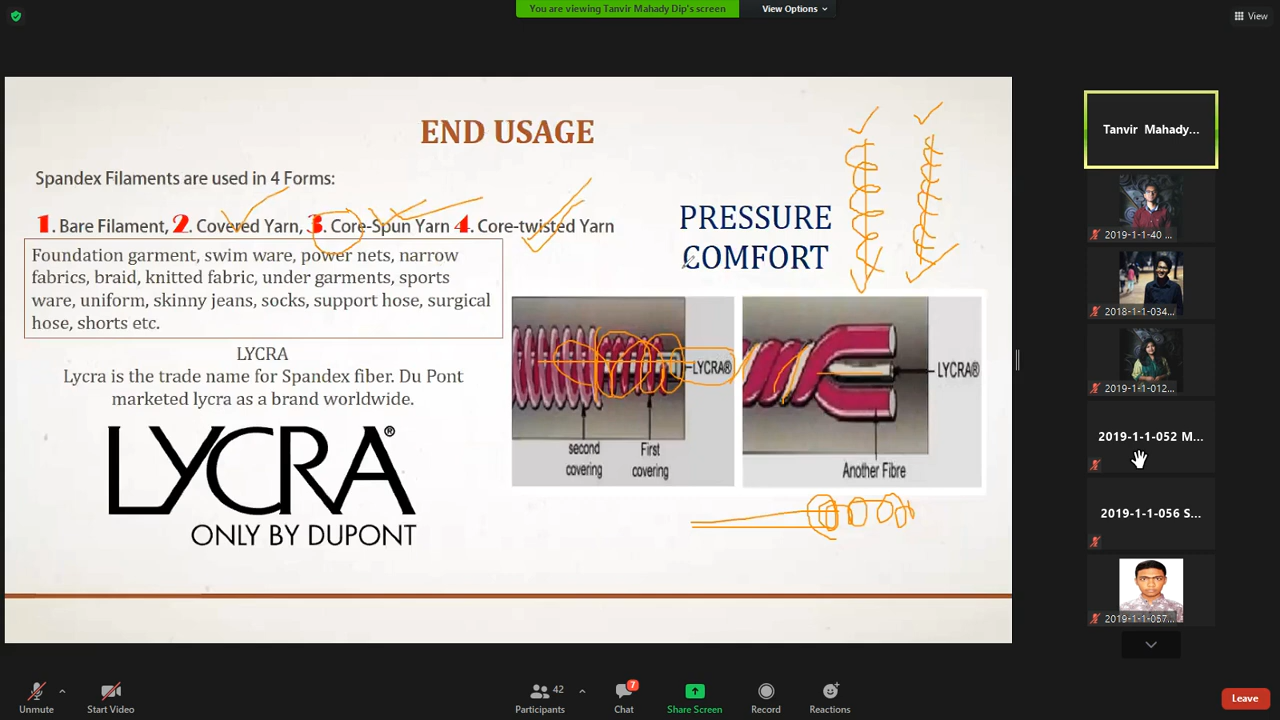 You are viewing Tanvir Mahady Dip's screen
View Options
View
END USAGE
Spandex Filaments are used in 4 Forms:
1. Bare Filament, 2. Covered Yarn, 3. Core-Spun Yarn 4. Core-twisted Yarn
Foundation garment, swim ware, power nets, narrow
fabrics, braid, knitted fabric, under garments, sports
ware, uniform, skinny jeans, socks, support hose, surgical
hose, shorts etc.
LYCRA
Lycra is the trade name for Spandex fiber. Du Pont
marketed lycra as a brand worldwide.
LYCRA®
ONLY BY DUPONT
PRESSURE
COMFORT
LYCRA®
second
covering
First
covering
LYCRA®
Another Fibre
Tanvir Mahady...
2019-1-1-40 ...
2018-1-1-034...
2019-1-1-012...
2019-1-1-052 M...
2019-1-1-056 S...
2019-1-1-057...
Unmute
Start Video
42
Participants
7
Chat
Share Screen
Record
Reactions
Leave